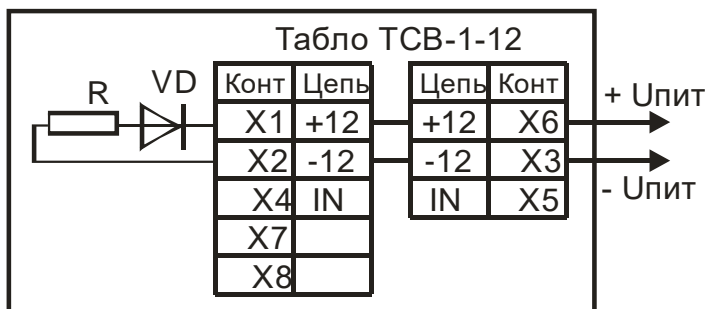 Табло ТСВ-1-12
R VD Конт Цепь Цепь Конт + Uпит
X1 +12 +12 X6
X2 -12 -12 X3
X4 IN IN X5 - Uпит
X7
X8